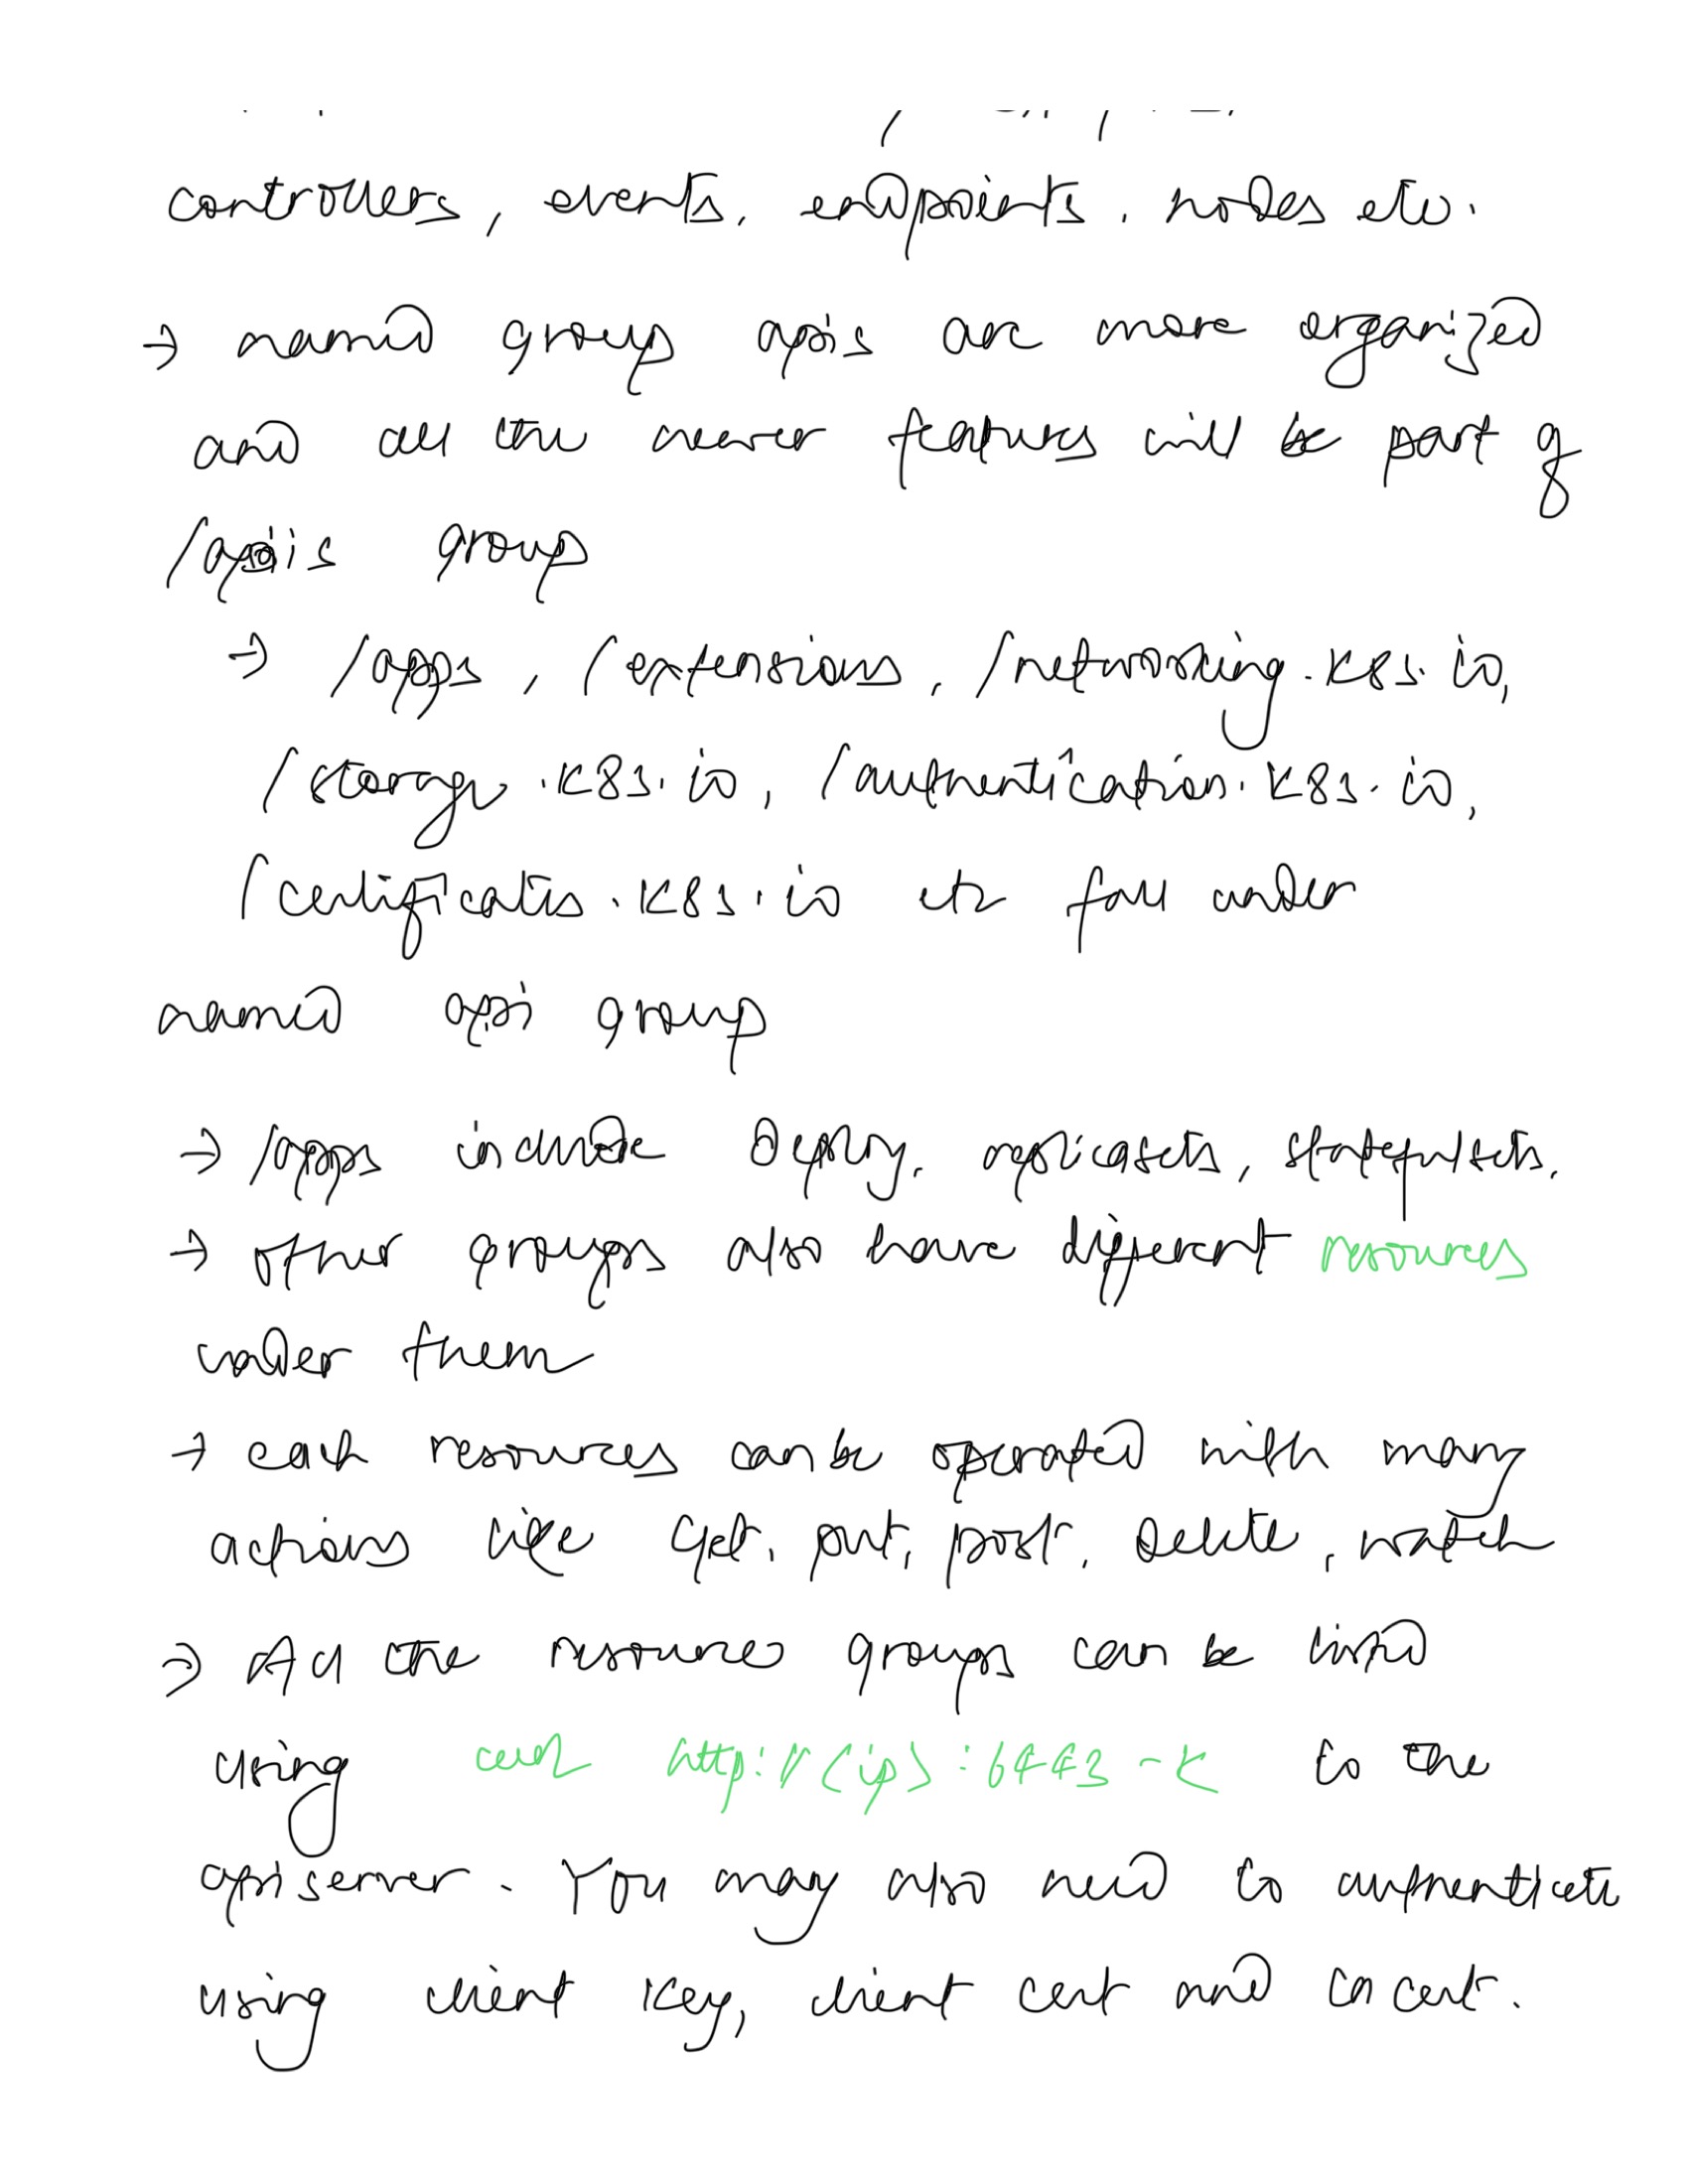 controllers, events, endpoints, nodes etc.
→ named group apis are more organized
and all the newer features will be part of
/apis groups
→ /apps, /extensions, /networking.k8s.io,
/storage.k8s.io, /authentication.k8s.io,
/certificates.k8s.io etc fall under
named api group
→ /apps include Deploy, replicasets, statefulsets.
→ other groups also have different resources
under them
→ each resources can be operated with many
actions like Get, put, post, Delete, watch
→ All the resource groups can be listed
using curl http://<ip>:6443 -k to the
apiserver. You may also need to authenticate
using client key, client cert and ca cert.